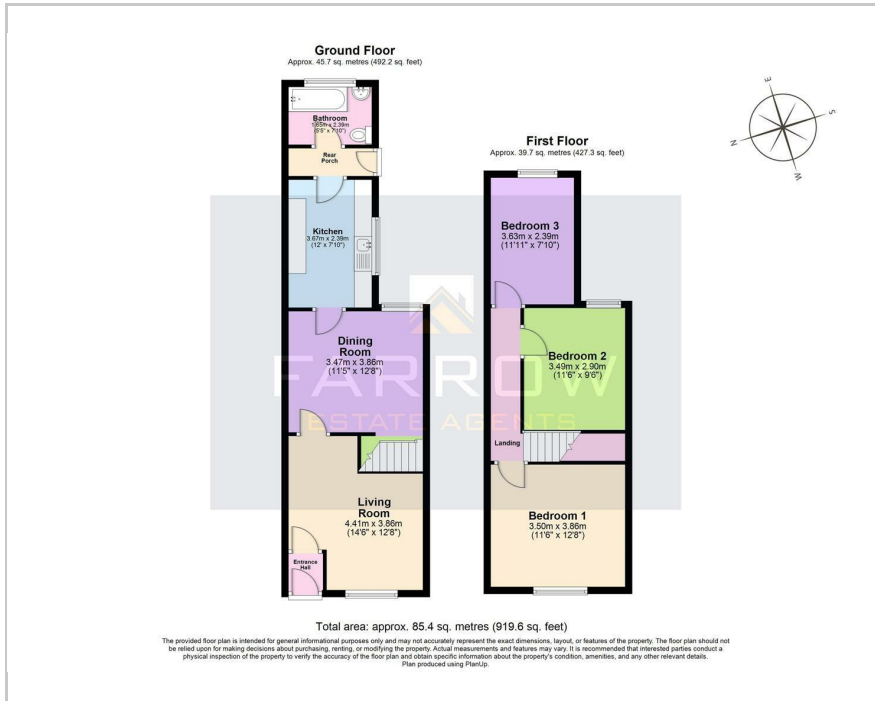 Ground Floor
Approx. 45.7 sq. metres (492.2 sq. feet)
Bathroom
1.65m x 2.39m
(5'5" x 7'10")
Rear
Porch
Kitchen
3.67m x 2.39m
(12' x 7'10")
Dining
Room
3.47m x 3.86m
(11'5" x 12'8")
Living
Room
4.41m x 3.86m
(14'6" x 12'8")
Entrance
Hall
First Floor
Approx. 39.7 sq. metres (427.3 sq. feet)
Bedroom 3
3.63m x 2.39m
(11'11" x 7'10")
Bedroom 2
3.49m x 2.90m
(11'6" x 9'6")
Landing
Bedroom 1
3.50m x 3.86m
(11'6" x 12'8")
E
S
N
W
FARROW
ESTATE AGENTS
Total area: approx. 85.4 sq. metres (919.6 sq. feet)
The provided floor plan is intended for general informational purposes only and may not accurately represent the exact dimensions, layout, or features of the property. The floor plan should not
be relied upon for making decisions about purchasing, renting, or modifying the property. Actual measurements and features may vary. It is recommended that interested parties conduct a
physical inspection of the property to verify the accuracy of the floor plan and obtain specific information about the property's condition, amenities, and any other relevant details.
Plan produced using PlanUp.